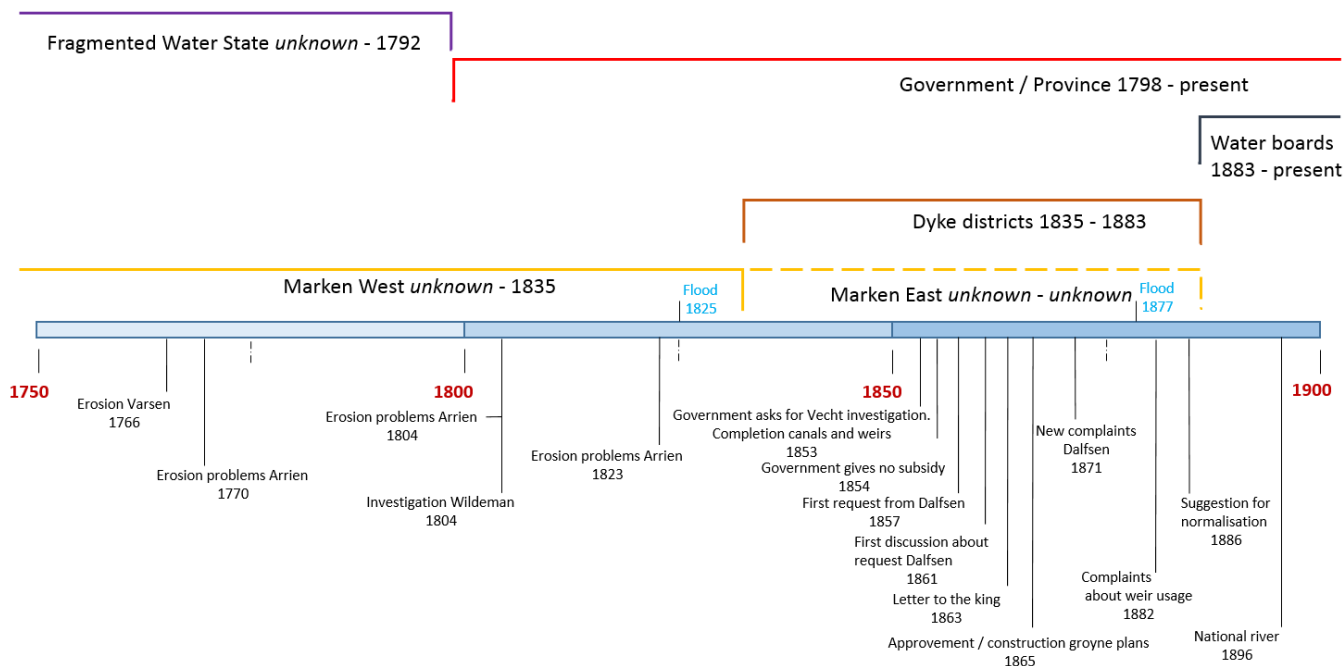 Fragmented Water State unknown - 1792
Government / Province 1798 - present
Water boards
1883 - present
Dyke districts 1835 - 1883
Marken West unknown - 1835
Flood
1825
Marken East unknown - unknown
Flood
1877
1750
1800
1850
1900
Erosion Varsen
1766
Erosion problems Arrien
1770
Erosion problems Arrien
1804
Investigation Wildeman
1804
Erosion problems Arrien
1823
Government asks for Vecht investigation.
Completion canals and weirs
1853
Government gives no subsidy
1854
First request from Dalfsen
1857
First discussion about
request Dalfsen
1861
Letter to the king
1863
Approvement / construction groyne plans
1865
New complaints
Dalfsen
1871
Complaints
about weir usage
1882
Suggestion for
normalisation
1886
National river
1896